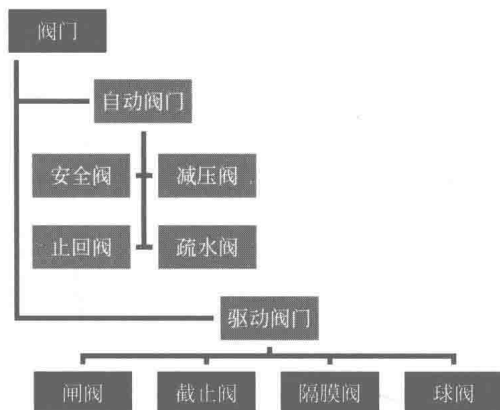 阀门
自动阀门
安全阀 减压阀
止回阀 疏水阀
驱动阀门
闸阀 截止阀 隔膜阀 球阀